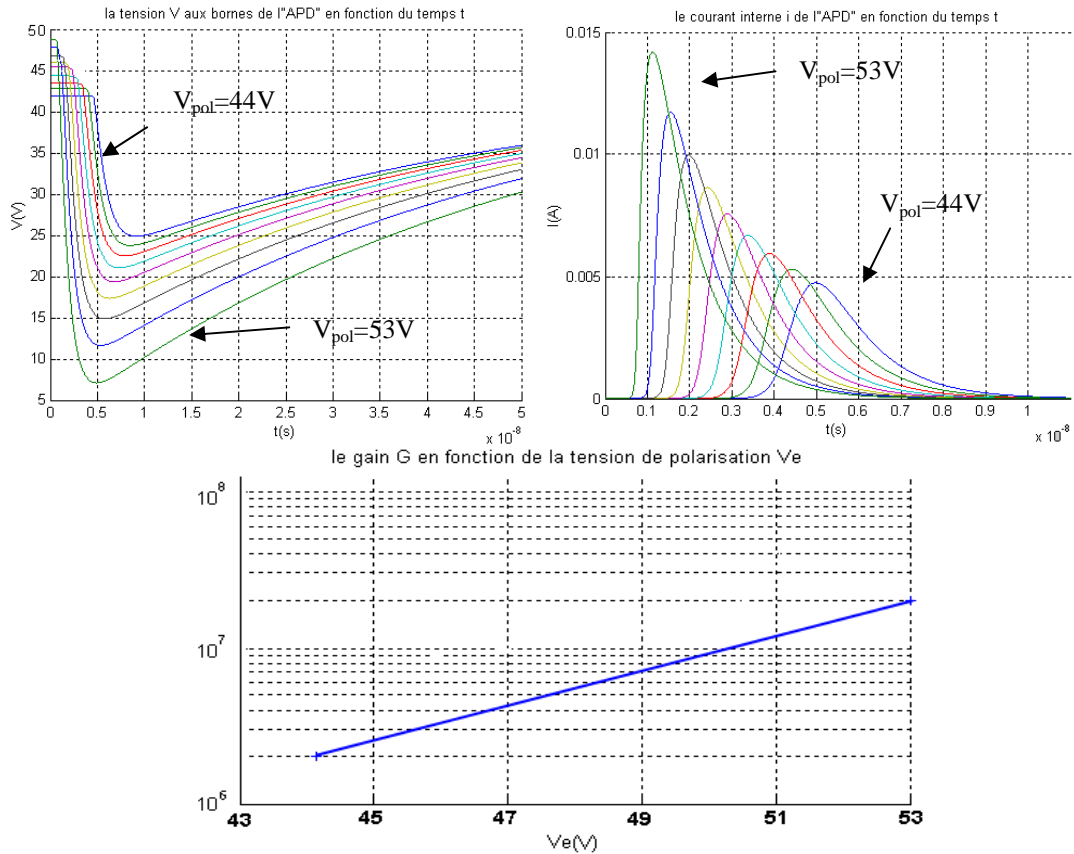 la tension V aux bornes de l"APD" en fonction du temps t
50
45
40
35
30
25
20
15
10
5
V(V)
V_pol=44V
V_pol=53V
0 0.5 1 1.5 2 2.5 3 3.5 4 4.5 5
t(s)
x 10^-8
le courant interne i de l"APD" en fonction du temps t
0.015
0.01
0.005
0
I(A)
V_pol=53V
V_pol=44V
0 0.1 0.2 0.3 0.4 0.5 0.6 0.7 0.8 0.9 1
t(s)
x 10^-8
le gain G en fonction de la tension de polarisation Ve
10^8
10^7
10^6
43 45 47 49 51 53
Ve(V)